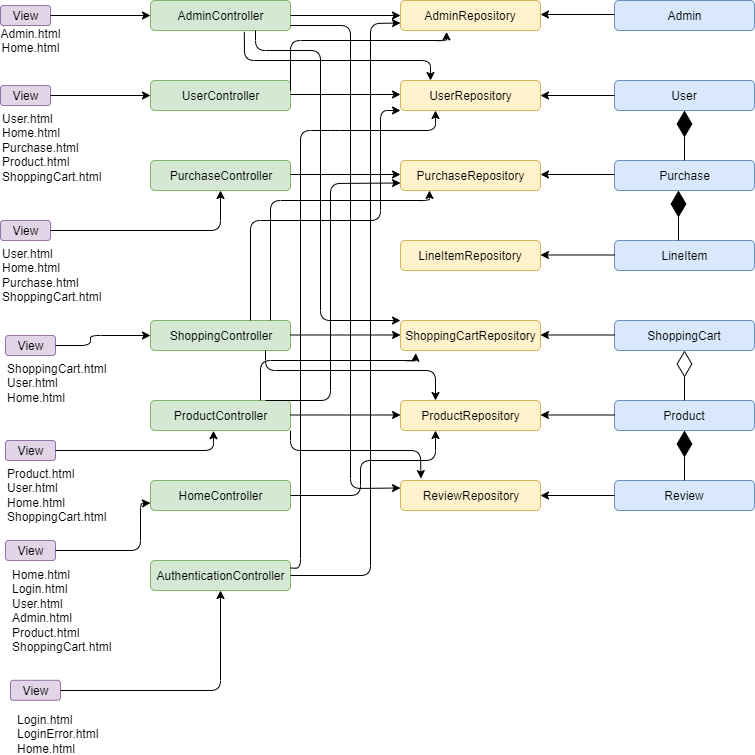 View
AdminController
AdminRepository
Admin
Admin.html
Home.html
View
UserController
UserRepository
User
User.html
Home.html
Purchase.html
Product.html
ShoppingCart.html
PurchaseController
PurchaseRepository
Purchase
View
User.html
Home.html
Purchase.html
ShoppingCart.html
LineItemRepository
LineItem
View
ShoppingController
ShoppingCartRepository
ShoppingCart
ShoppingCart.html
User.html
Home.html
ProductController
ProductRepository
Product
View
Product.html
User.html
Home.html
ShoppingCart.html
HomeController
ReviewRepository
Review
View
Home.html
Login.html
User.html
Admin.html
Product.html
ShoppingCart.html
AuthenticationController
View
Login.html
LoginError.html
Home.html